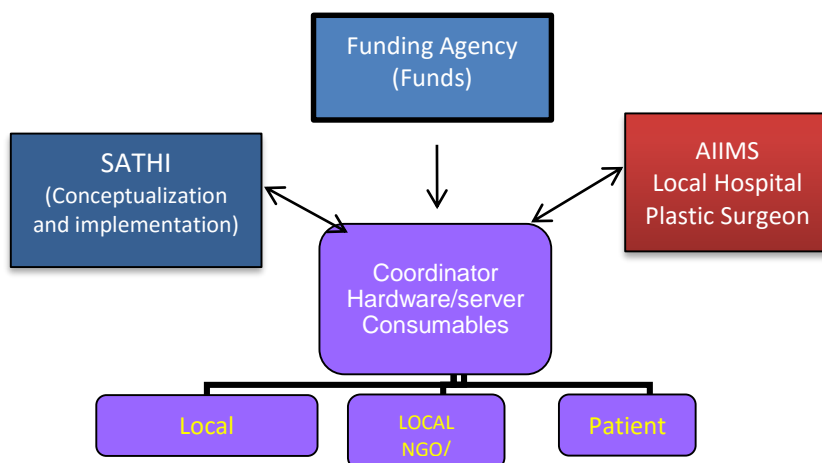 Funding Agency
(Funds)
SATHI
(Conceptualization
and implementation)
AIIMS
Local Hospital
Plastic Surgeon
Coordinator
Hardware/server
Consumables
Local
LOCAL
NGO/
Patient